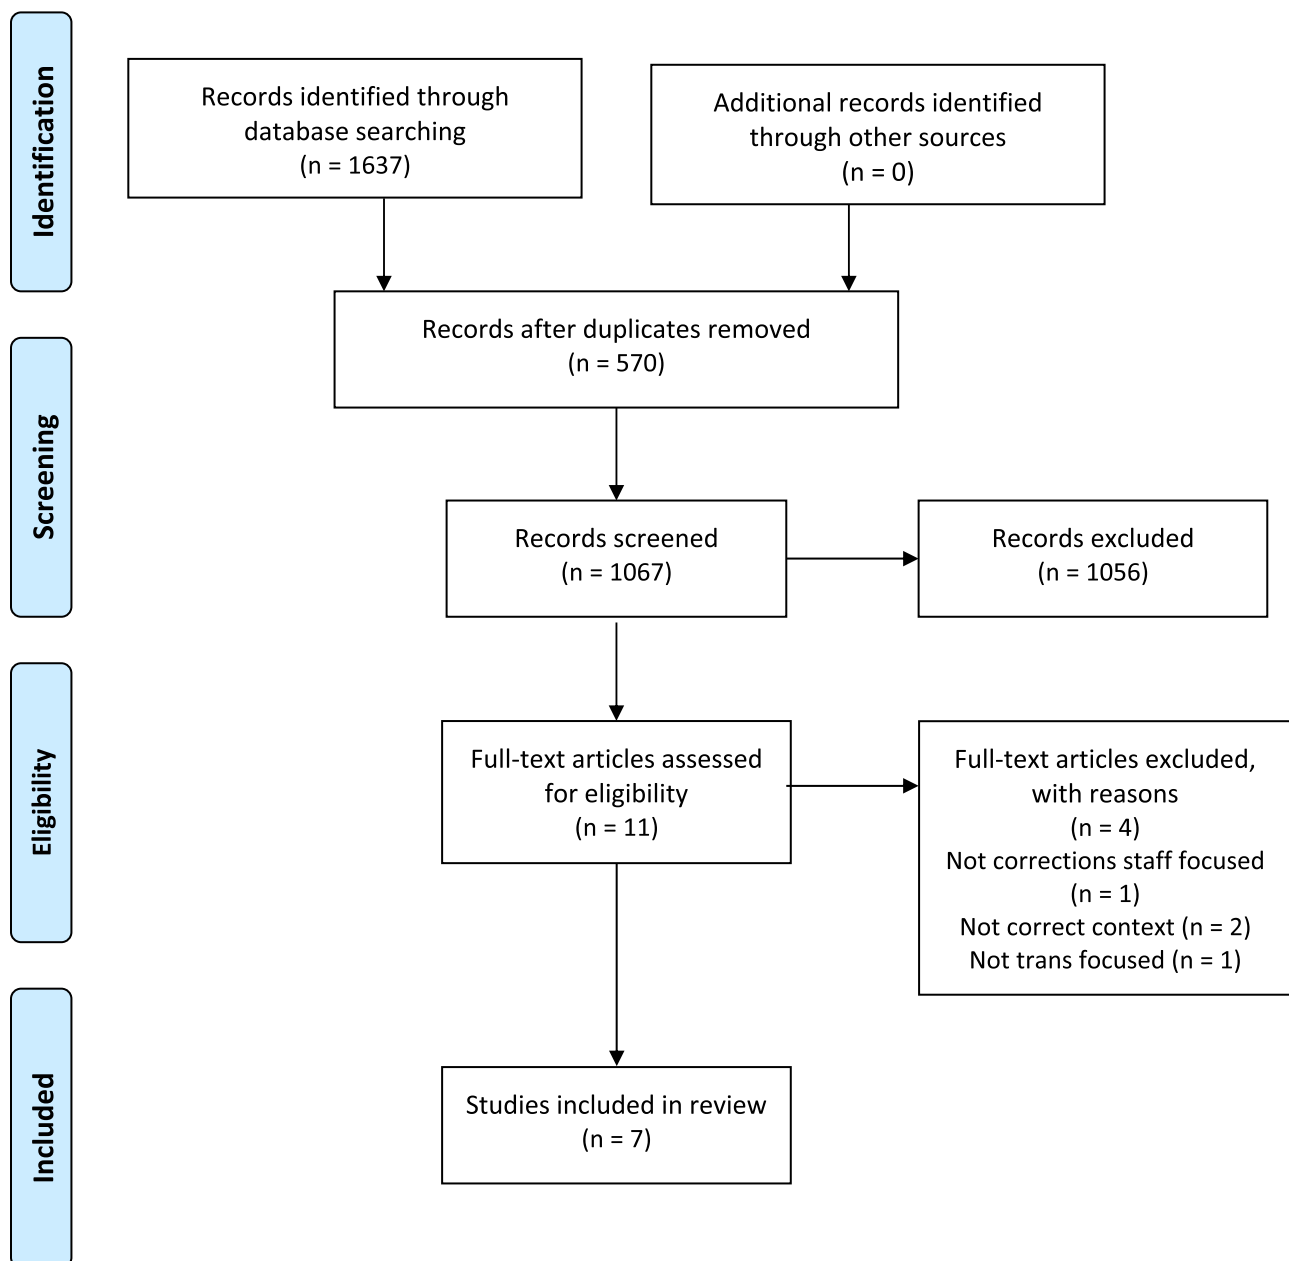 Identification
Records identified through
database searching
(n = 1637)
Additional records identified
through other sources
(n = 0)
Records after duplicates removed
(n = 570)
Screening
Records screened
(n = 1067)
Records excluded
(n = 1056)
Eligibility
Full-text articles assessed
for eligibility
(n = 11)
Full-text articles excluded,
with reasons
(n = 4)
Not corrections staff focused
(n = 1)
Not correct context (n = 2)
Not trans focused (n = 1)
Included
Studies included in review
(n = 7)